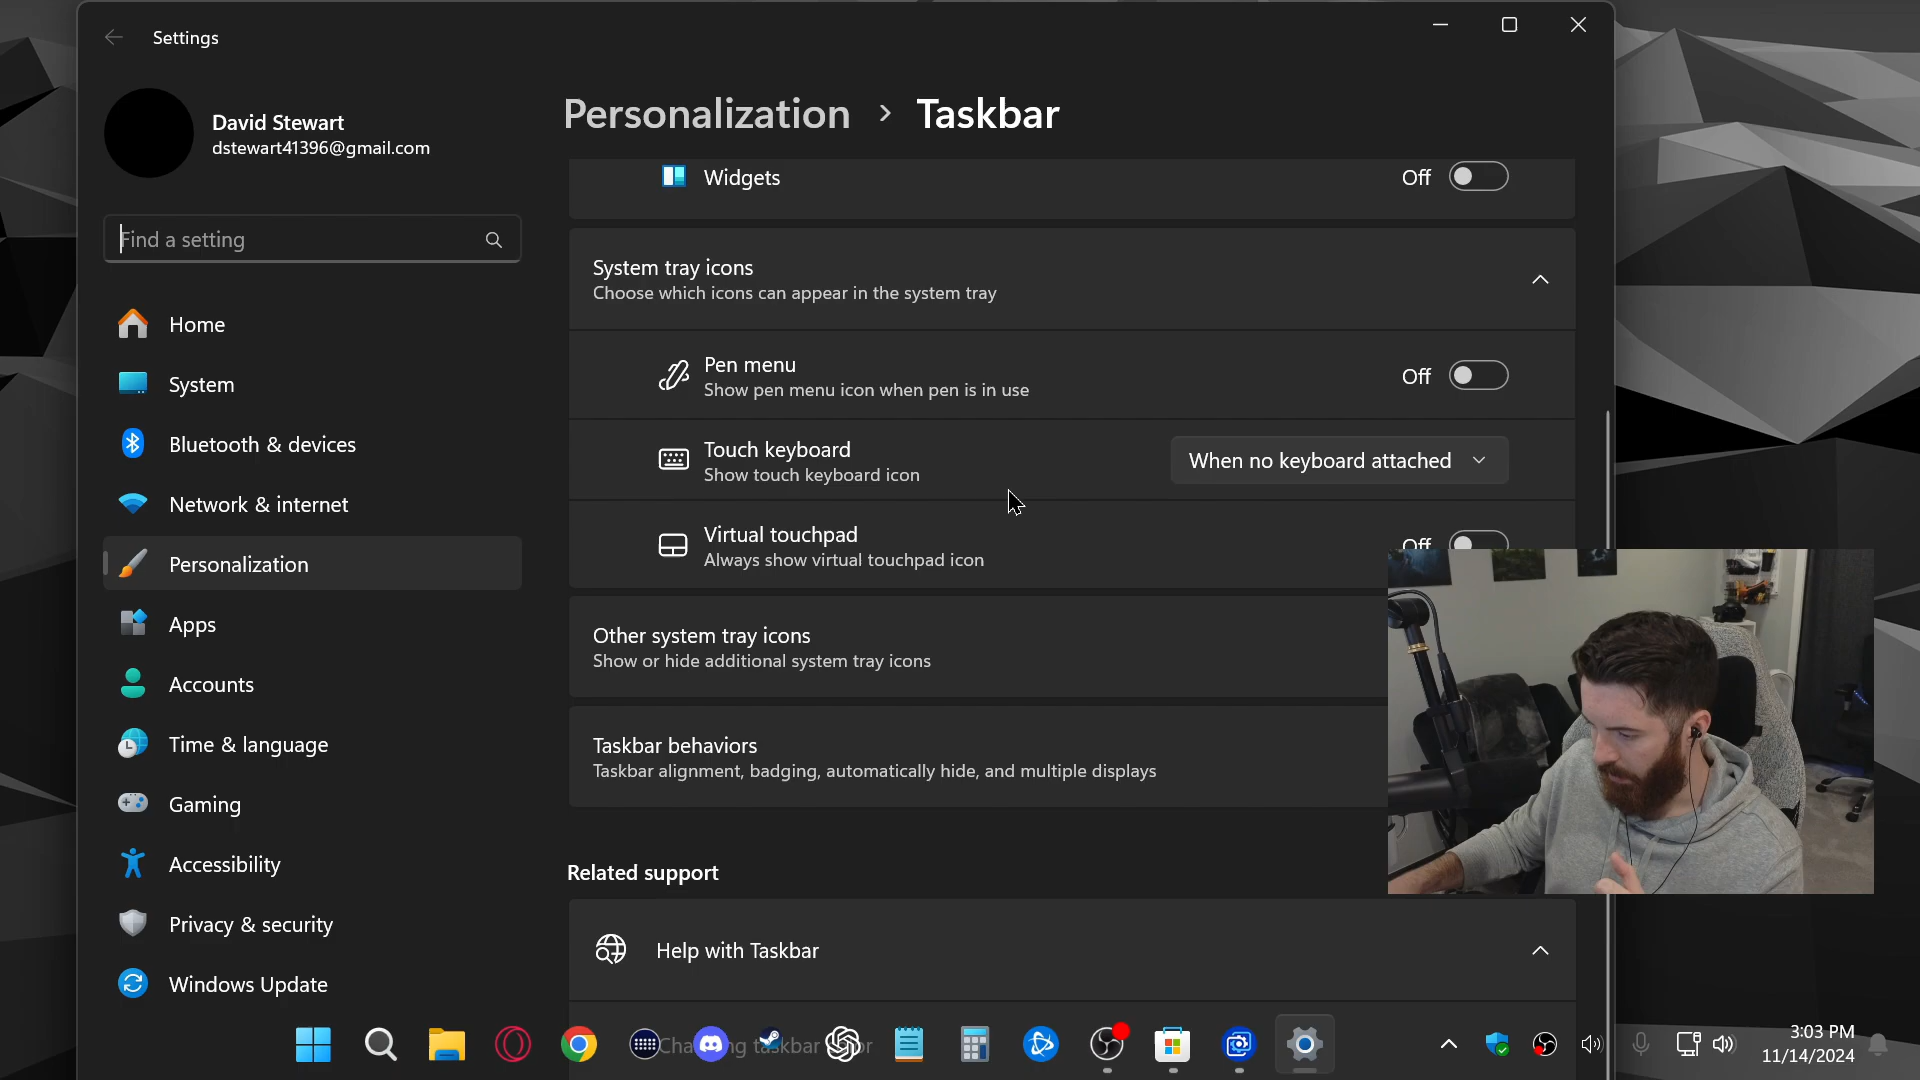 Settings
David Stewart
dstewart41396@gmail.com
Find a setting
Home
System
Bluetooth & devices
Network & internet
Personalization
Apps
Accounts
Time & language
Gaming
Accessibility
Privacy & security
Windows Update
Personalization > Taskbar
Widgets Off
System tray icons
Choose which icons can appear in the system tray
Pen menu Off
Show pen menu icon when pen is in use
Touch keyboard
Show touch keyboard icon
When no keyboard attached
Virtual touchpad Off
Always show virtual touchpad icon
Other system tray icons
Show or hide additional system tray icons
Taskbar behaviors
Taskbar alignment, badging, automatically hide, and multiple displays
Related support
Help with Taskbar
taskbar
3:03 PM
11/14/2024